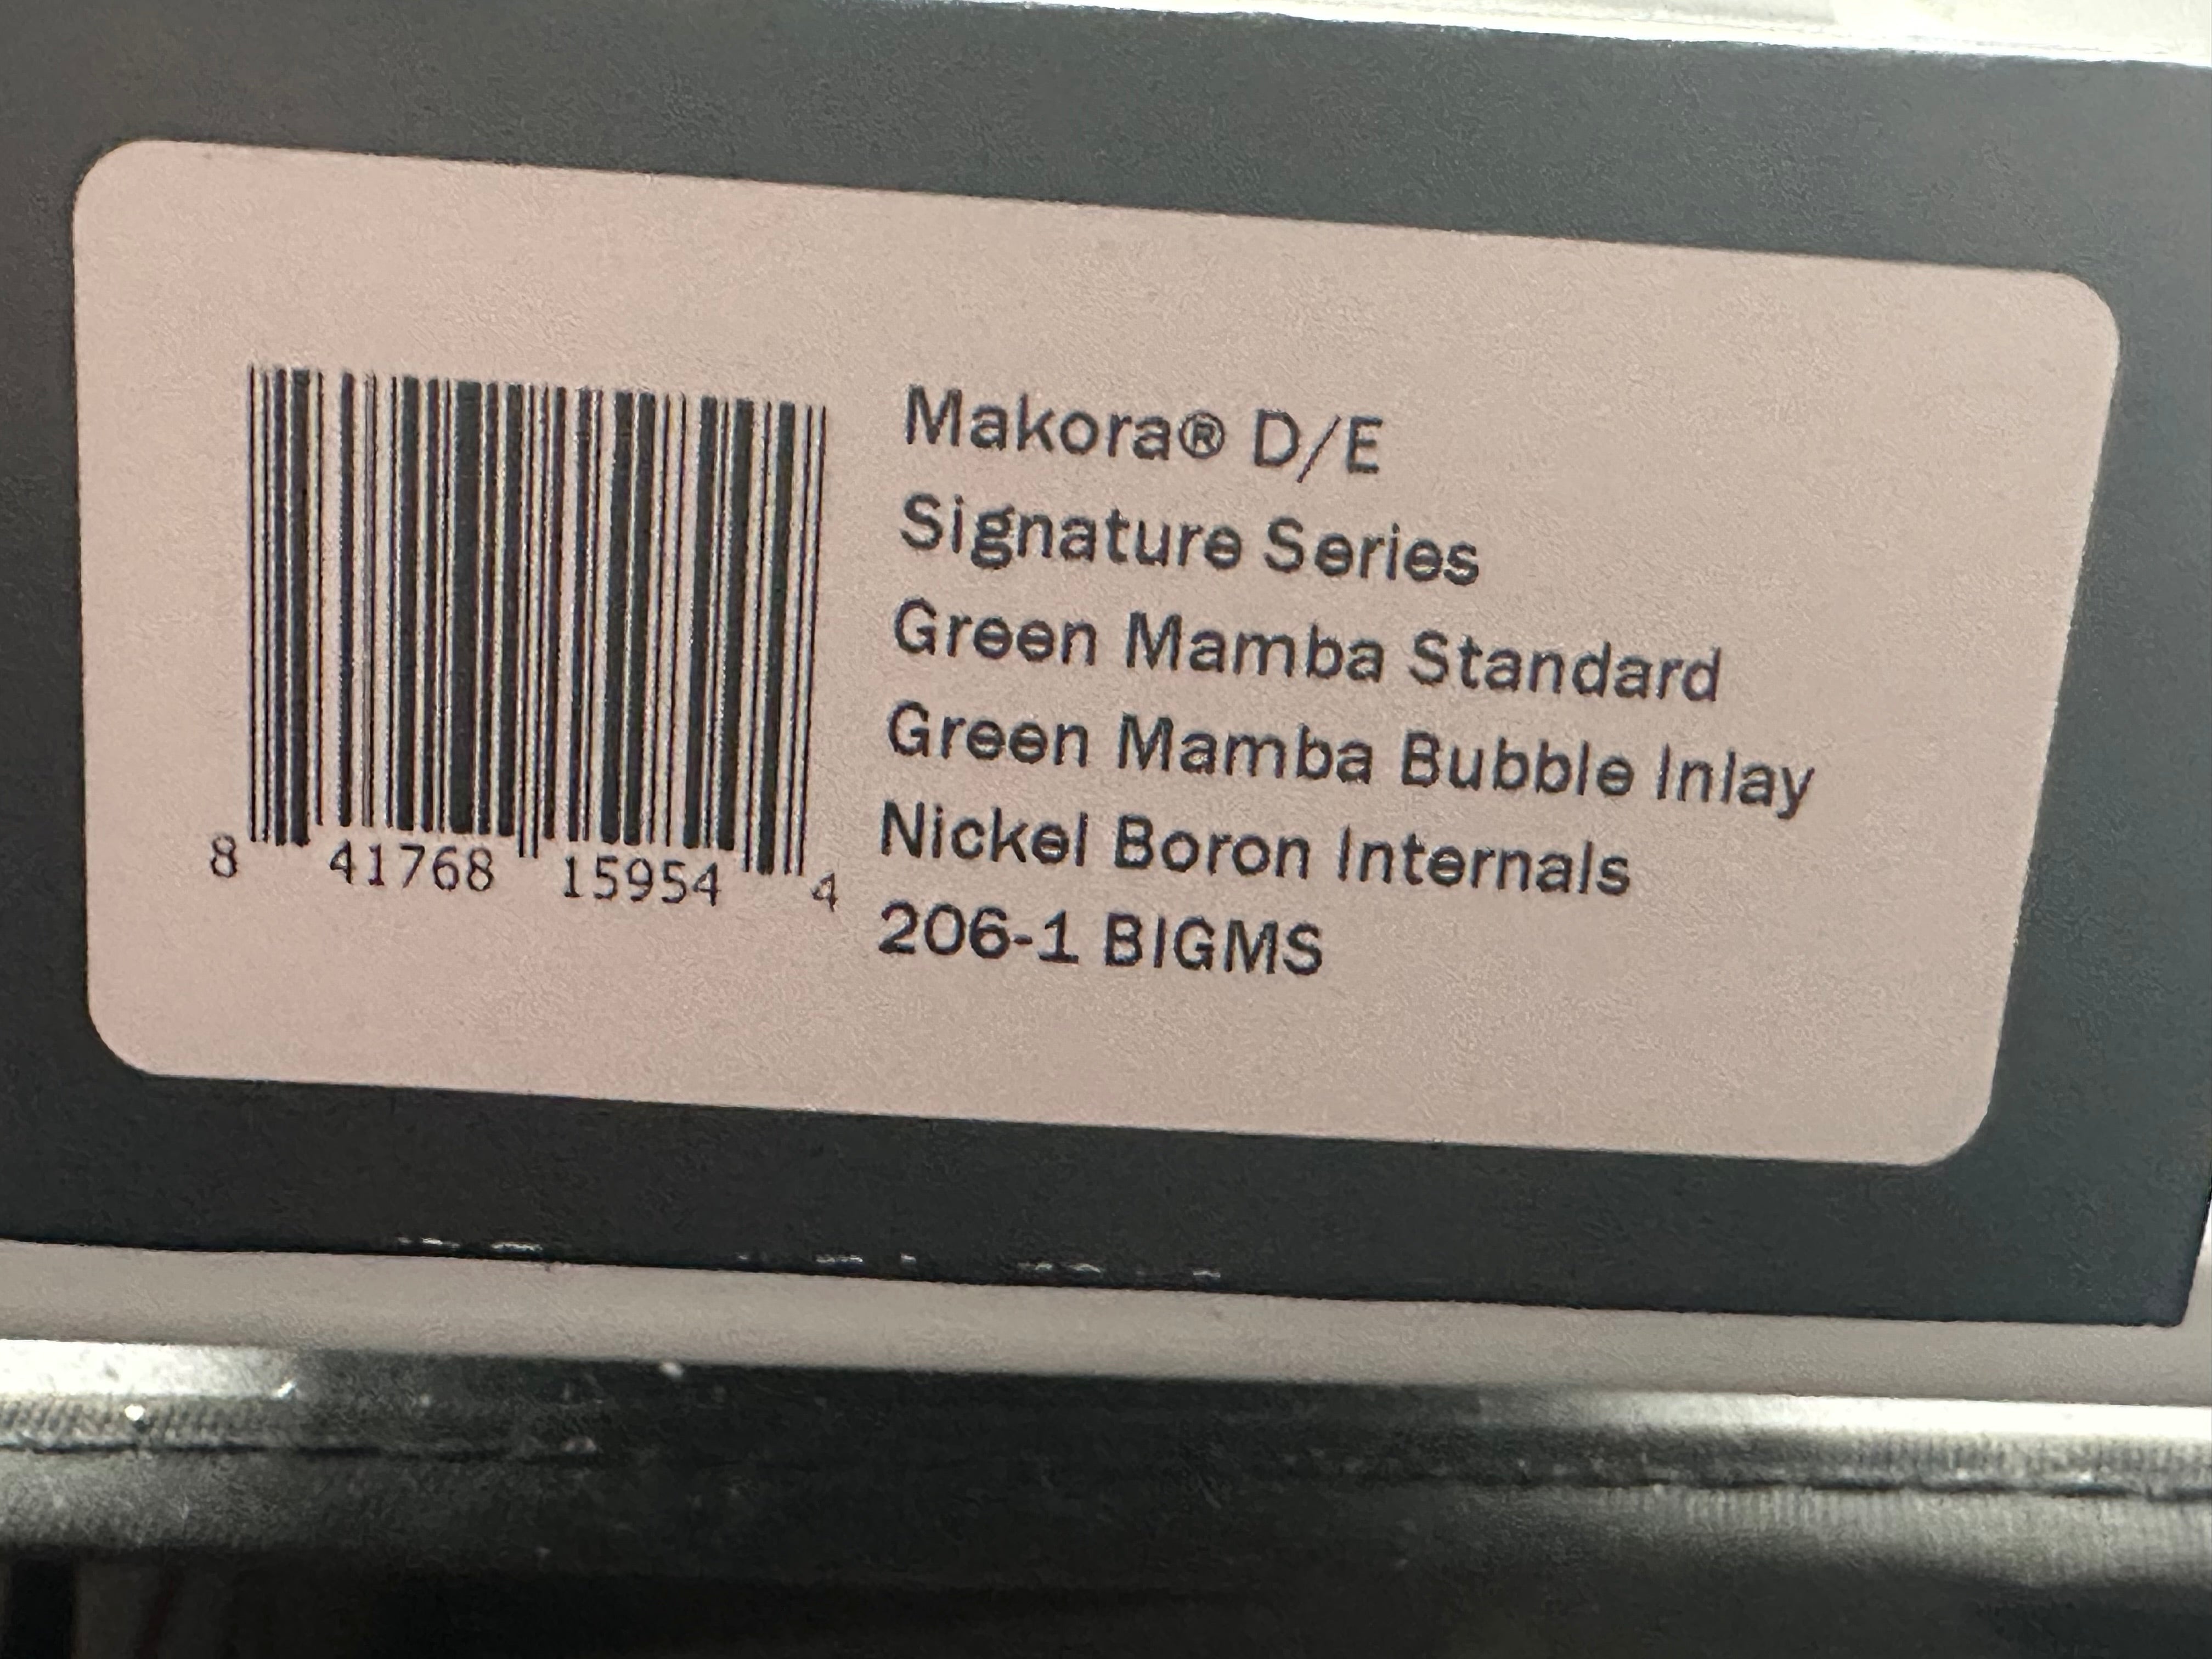 Makora® D/E
Signature Series
Green Mamba Standard
Green Mamba Bubble Inlay
Nickel Boron Internals
206-1 BIGMS
8 41768 15954 4